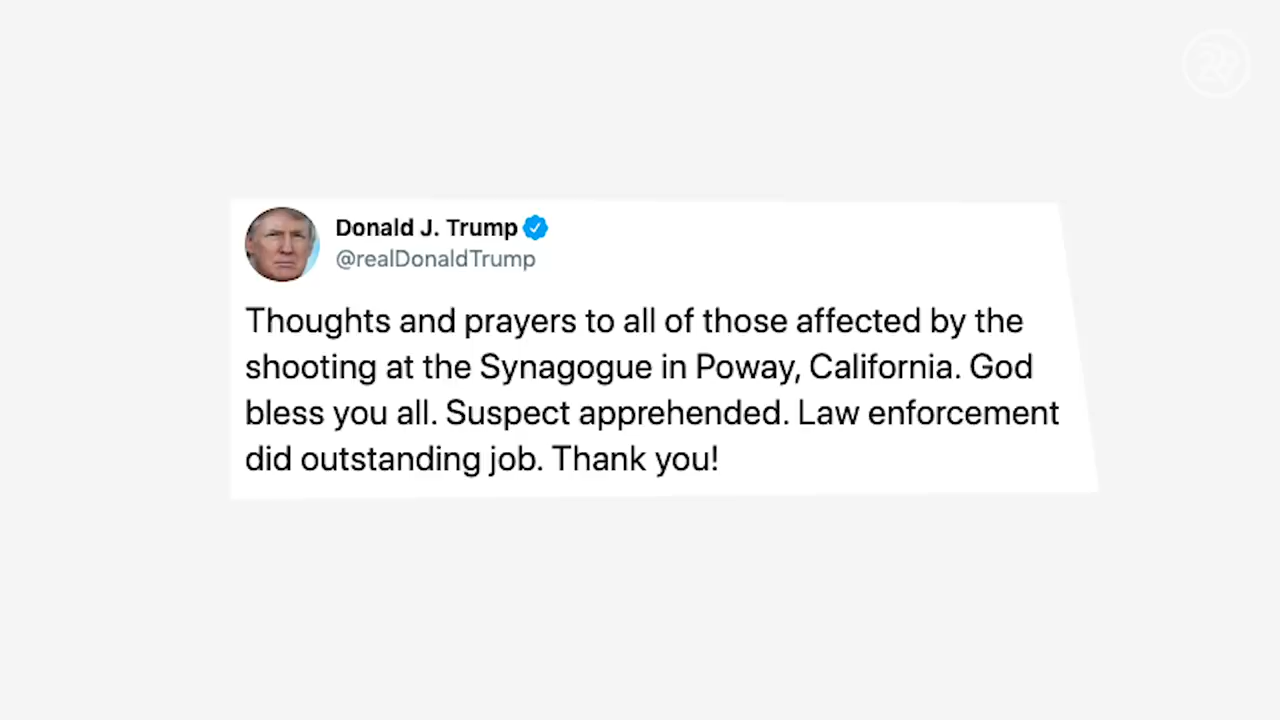 Donald J. Trump
@realDonaldTrump
Thoughts and prayers to all of those affected by the
shooting at the Synagogue in Poway, California. God
bless you all. Suspect apprehended. Law enforcement
did outstanding job. Thank you!